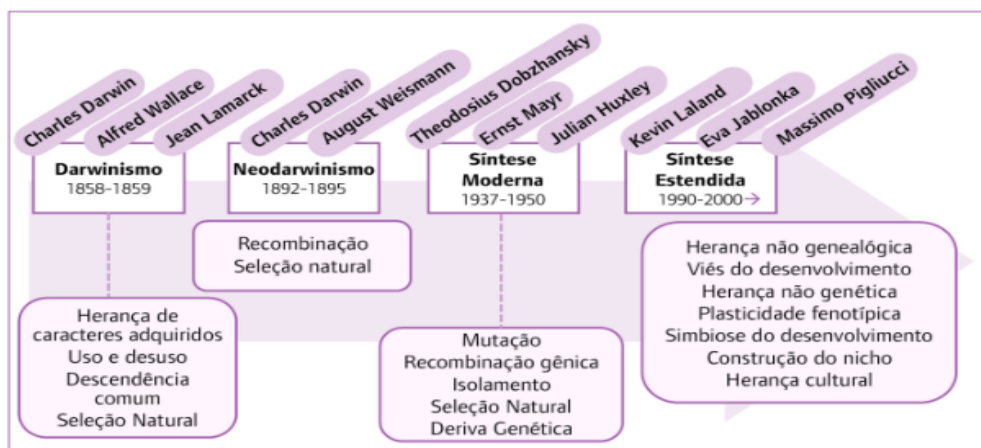 Charles Darwin
Alfred Wallace
Jean Lamarck
Charles Darwin
August Weismann
Theodosius Dobzhansky
Ernst Mayr
Julian Huxley
Kevin Laland
Eva Jablonka
Massimo Pigliucci
Darwinismo
1858-1859
Neodarwinismo
1892-1895
Síntese
Moderna
1937-1950
Síntese
Estendida
1990-2000→
Recombinação
Seleção natural
Herança não genealógica
Viés do desenvolvimento
Herança não genética
Plasticidade fenotípica
Simbiose do desenvolvimento
Construção do nicho
Herança cultural
Herança de
caracteres adquiridos
Uso e desuso
Descendência
comum
Seleção Natural
Mutação
Recombinação gênica
Isolamento
Seleção Natural
Deriva Genética